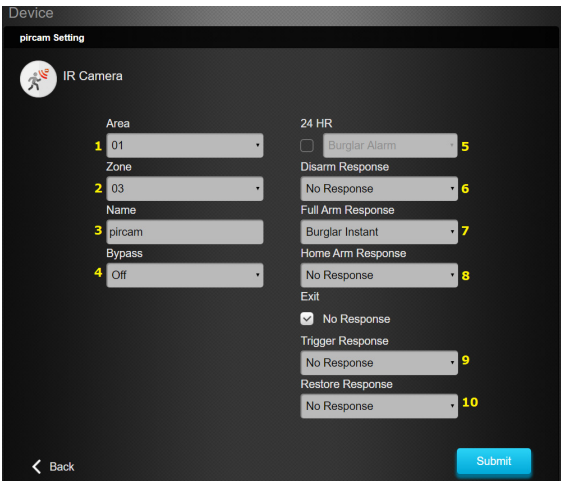 Device
pircam Setting
IR Camera
Area
1 01
Zone
2 03
Name
3 pircam
Bypass
4 Off
24 HR
Burglar Alarm 5
Disarm Response
No Response 6
Full Arm Response
Burglar Instant 7
Home Arm Response
No Response 8
Exit
No Response
Trigger Response
No Response 9
Restore Response
No Response 10
Back
Submit